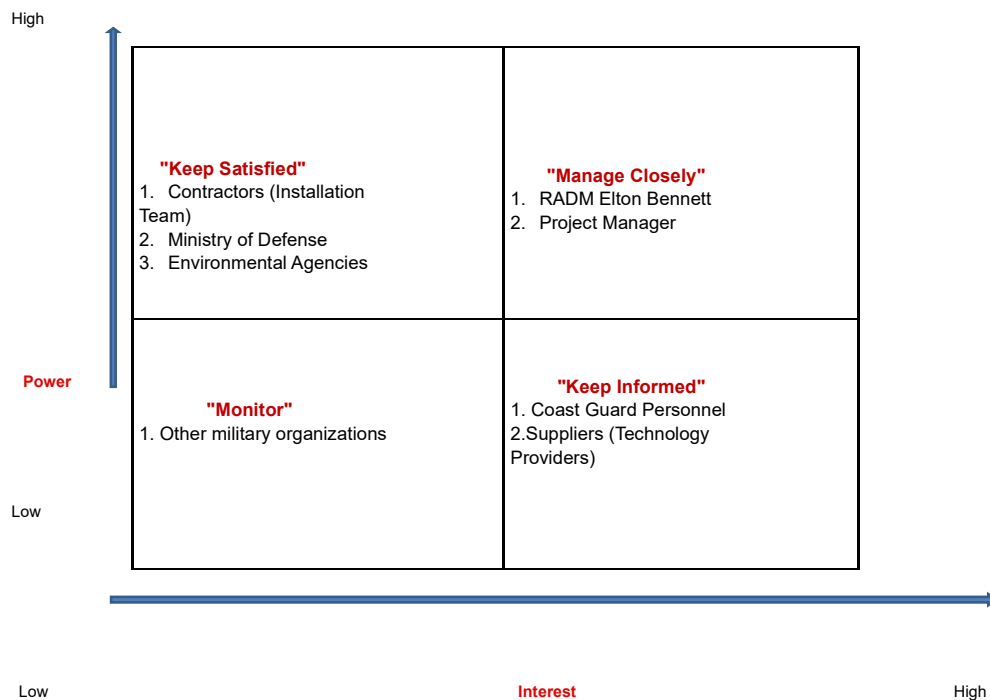 High
"Keep Satisfied"
1. Contractors (Installation
Team)
2. Ministry of Defense
3. Environmental Agencies
"Manage Closely"
1. RADM Elton Bennett
2. Project Manager
Power
"Monitor"
1. Other military organizations
"Keep Informed"
1. Coast Guard Personnel
2.Suppliers (Technology
Providers)
Low
Low
Interest
High